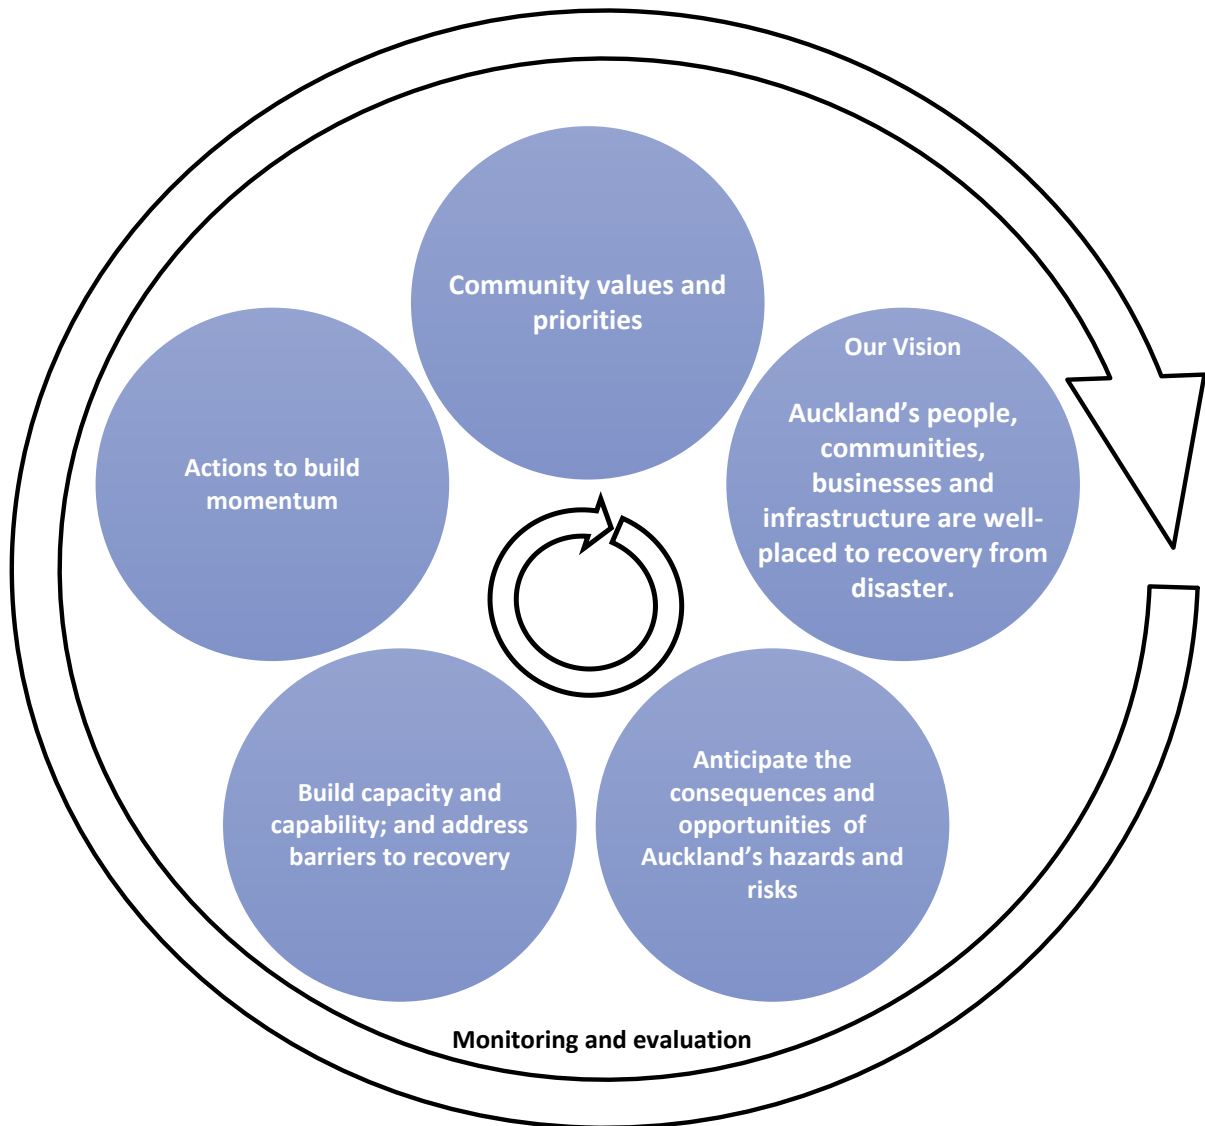 Community values and
priorities
Our Vision
Auckland’s people,
communities,
businesses and
infrastructure are well-
placed to recovery from
disaster.
Anticipate the
consequences and
opportunities  of
Auckland’s hazards and
risks
Build capacity and
capability; and address
barriers to recovery
Actions to build
momentum
Monitoring and evaluation